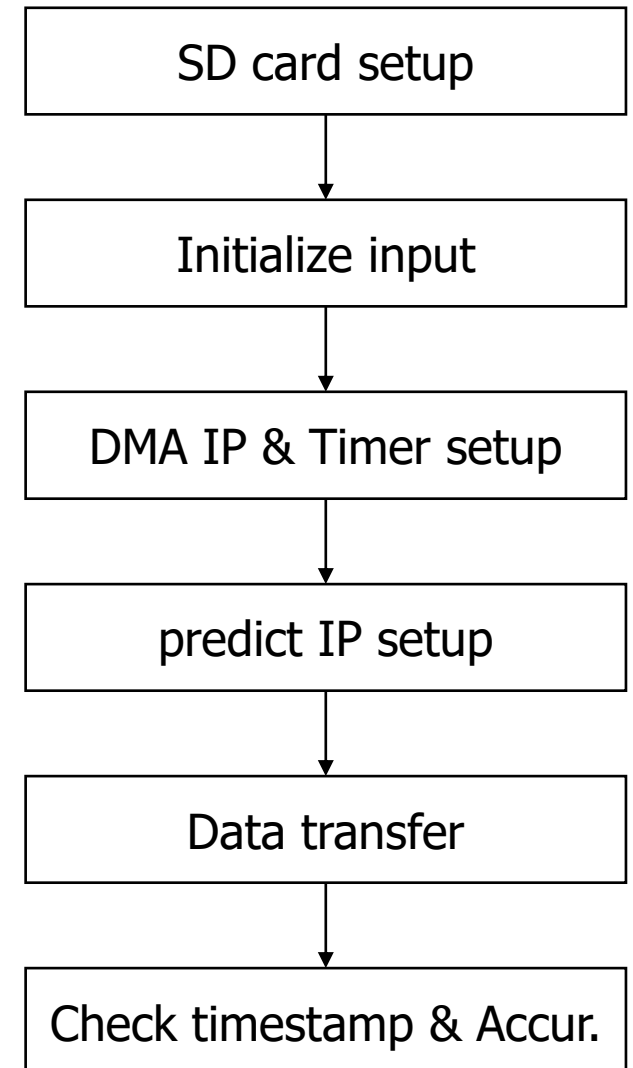 SD card setup
Initialize input
DMA IP & Timer setup
predict IP setup
Data transfer
Check timestamp & Accur.